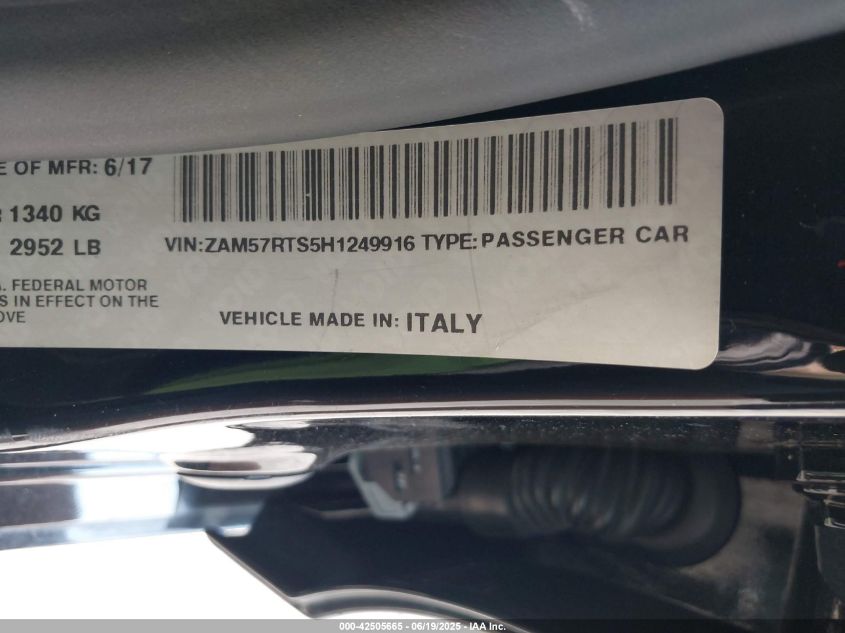 E OF MFR: 6/17
1340 KG
2952 LB
VIN:ZAM57RTS5H1249916 TYPE:PASSENGER CAR
A. FEDERAL MOTOR
S IN EFFECT ON THE
OVE
VEHICLE MADE IN: ITALY
000-42505665 - 06/19/2025 - IAA Inc.